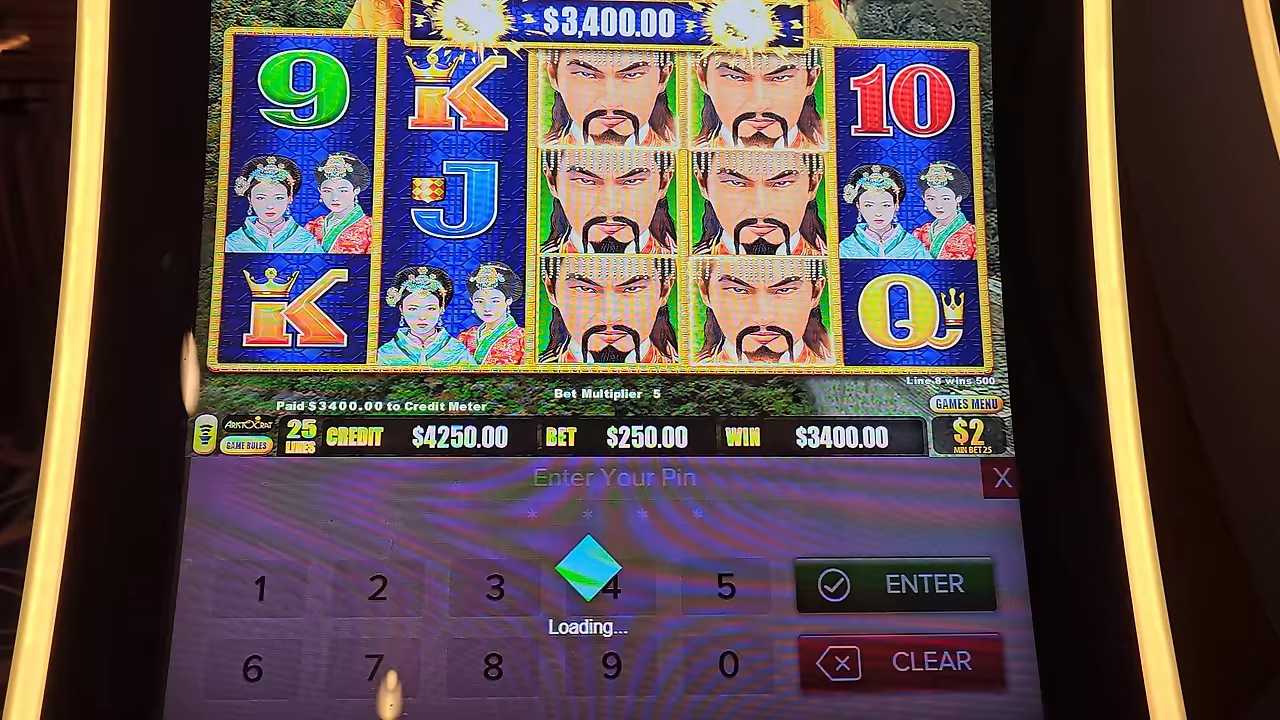 $3,400.00
9 K 10
J
K Q
Line 8 wins 500
Bet Multiplier 5
Paid $3400.00 to Credit Meter
GAMES MENU
ARISTOCRAT
GAME RULES
25 LINES
CREDIT $4250.00 BET $250.00 WIN $3400.00
$2
MIN BET 25
Enter Your Pin
X
* * * *
1 2 3 4 5 ENTER
Loading...
6 7 8 9 0 CLEAR